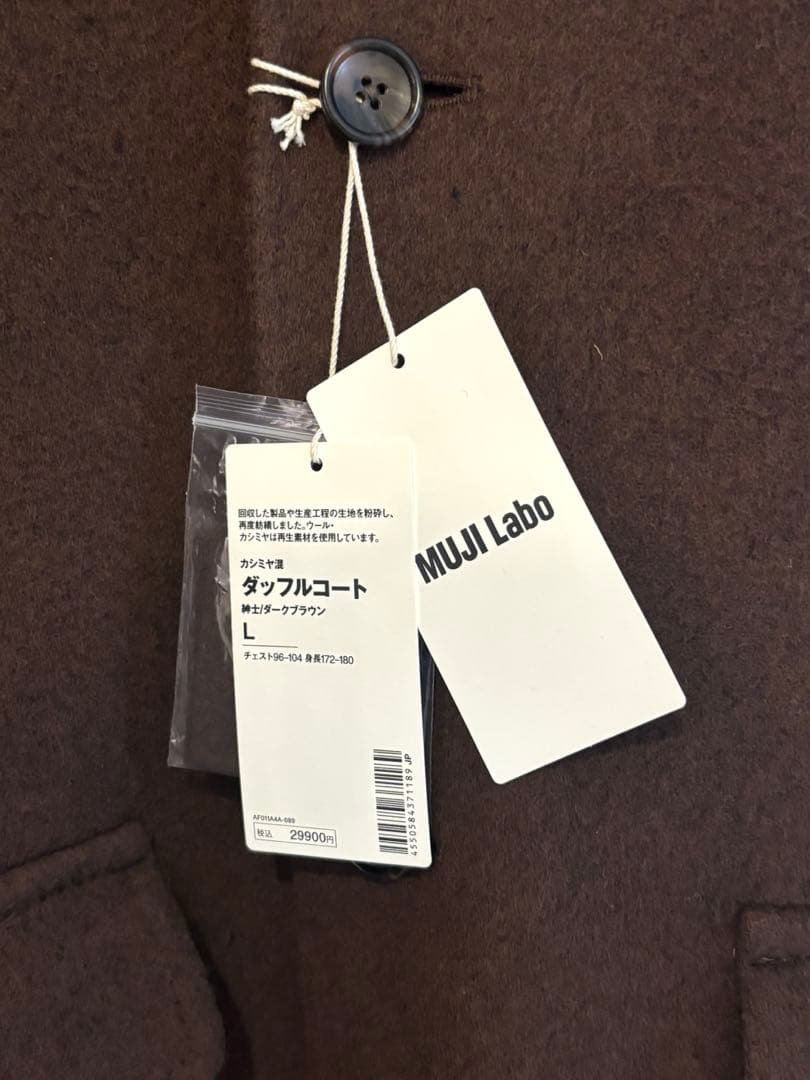 回収した製品や生産工程の生地を粉砕し、
再度紡績しました。ウール・
カシミヤは再生素材を使用しています。
カシミヤ混
ダッフルコート
紳士/ダークブラウン
L
チェスト96-104 身長172-180
AF011A4A-089
税込 29900円
4550584371189 JP
MUJI Labo